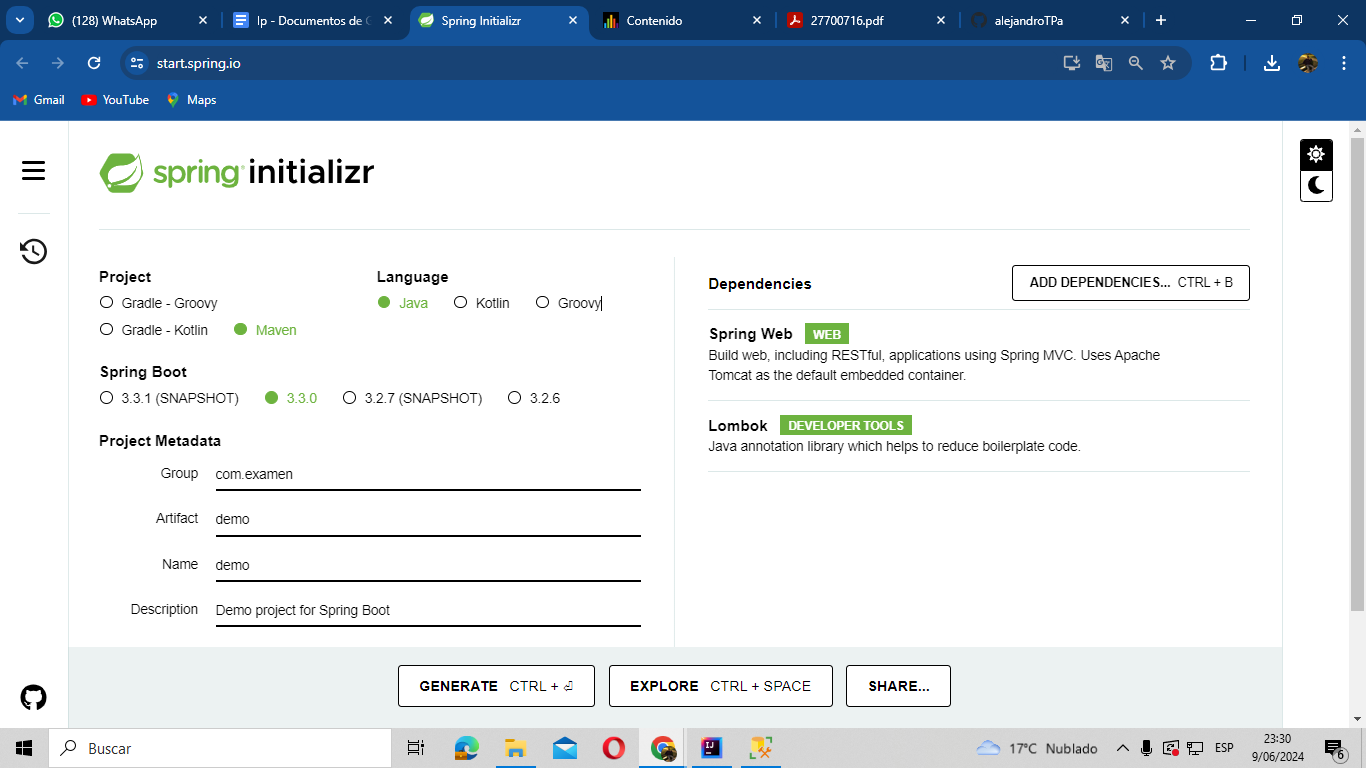 (128) WhatsApp
lp - Documentos de G
Spring Initializr
Contenido
27700716.pdf
alejandroTPa
start.spring.io
Gmail
YouTube
Maps
spring initializr
Project
Gradle - Groovy
Gradle - Kotlin
Maven
Language
Java
Kotlin
Groovy
Spring Boot
3.3.1 (SNAPSHOT)
3.3.0
3.2.7 (SNAPSHOT)
3.2.6
Project Metadata
Group
com.examen
Artifact
demo
Name
demo
Description
Demo project for Spring Boot
Dependencies
ADD DEPENDENCIES... CTRL + B
Spring Web WEB
Build web, including RESTful, applications using Spring MVC. Uses Apache
Tomcat as the default embedded container.
Lombok DEVELOPER TOOLS
Java annotation library which helps to reduce boilerplate code.
GENERATE CTRL + ⏎
EXPLORE CTRL + SPACE
SHARE...
Buscar
17°C Nublado
ESP
23:30
9/06/2024
6